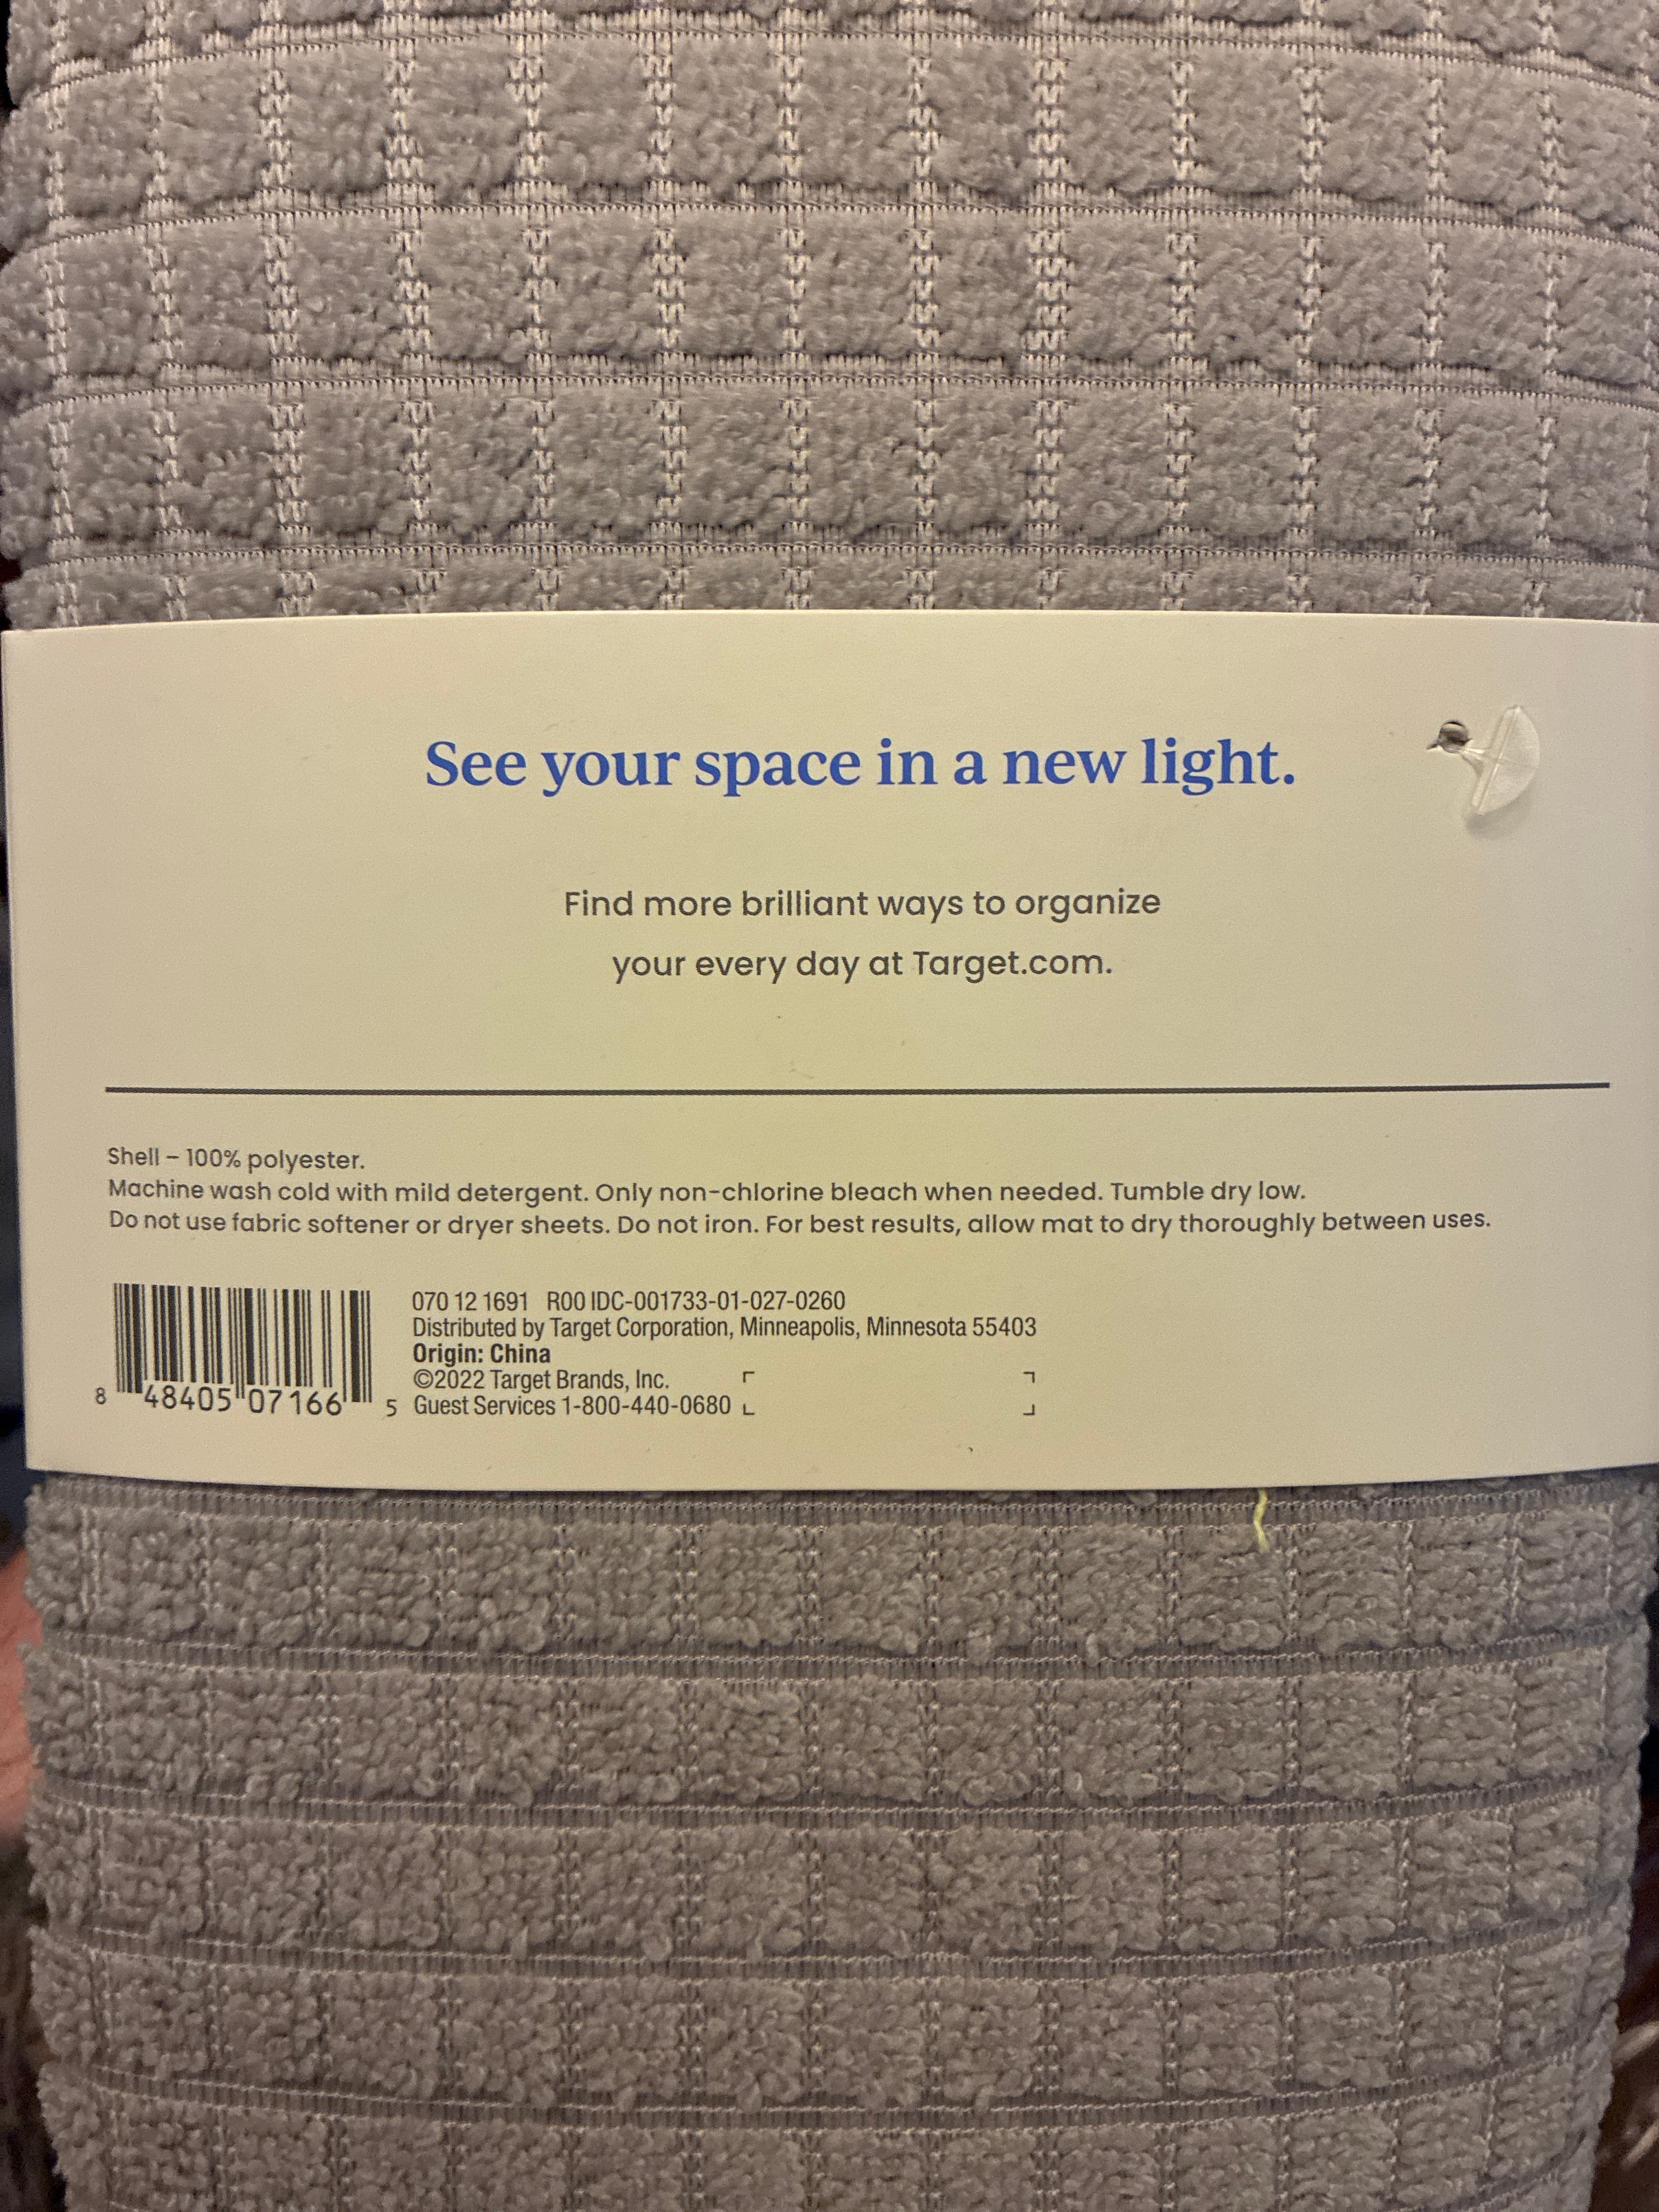 See your space in a new light.
Find more brilliant ways to organize
your every day at Target.com.
Shell – 100% polyester.
Machine wash cold with mild detergent. Only non-chlorine bleach when needed. Tumble dry low.
Do not use fabric softener or dryer sheets. Do not iron. For best results, allow mat to dry thoroughly between uses.
070 12 1691 R00 IDC-001733-01-027-0260
Distributed by Target Corporation, Minneapolis, Minnesota 55403
Origin: China
©2022 Target Brands, Inc.
Guest Services 1-800-440-0680
8 48405 07166 5